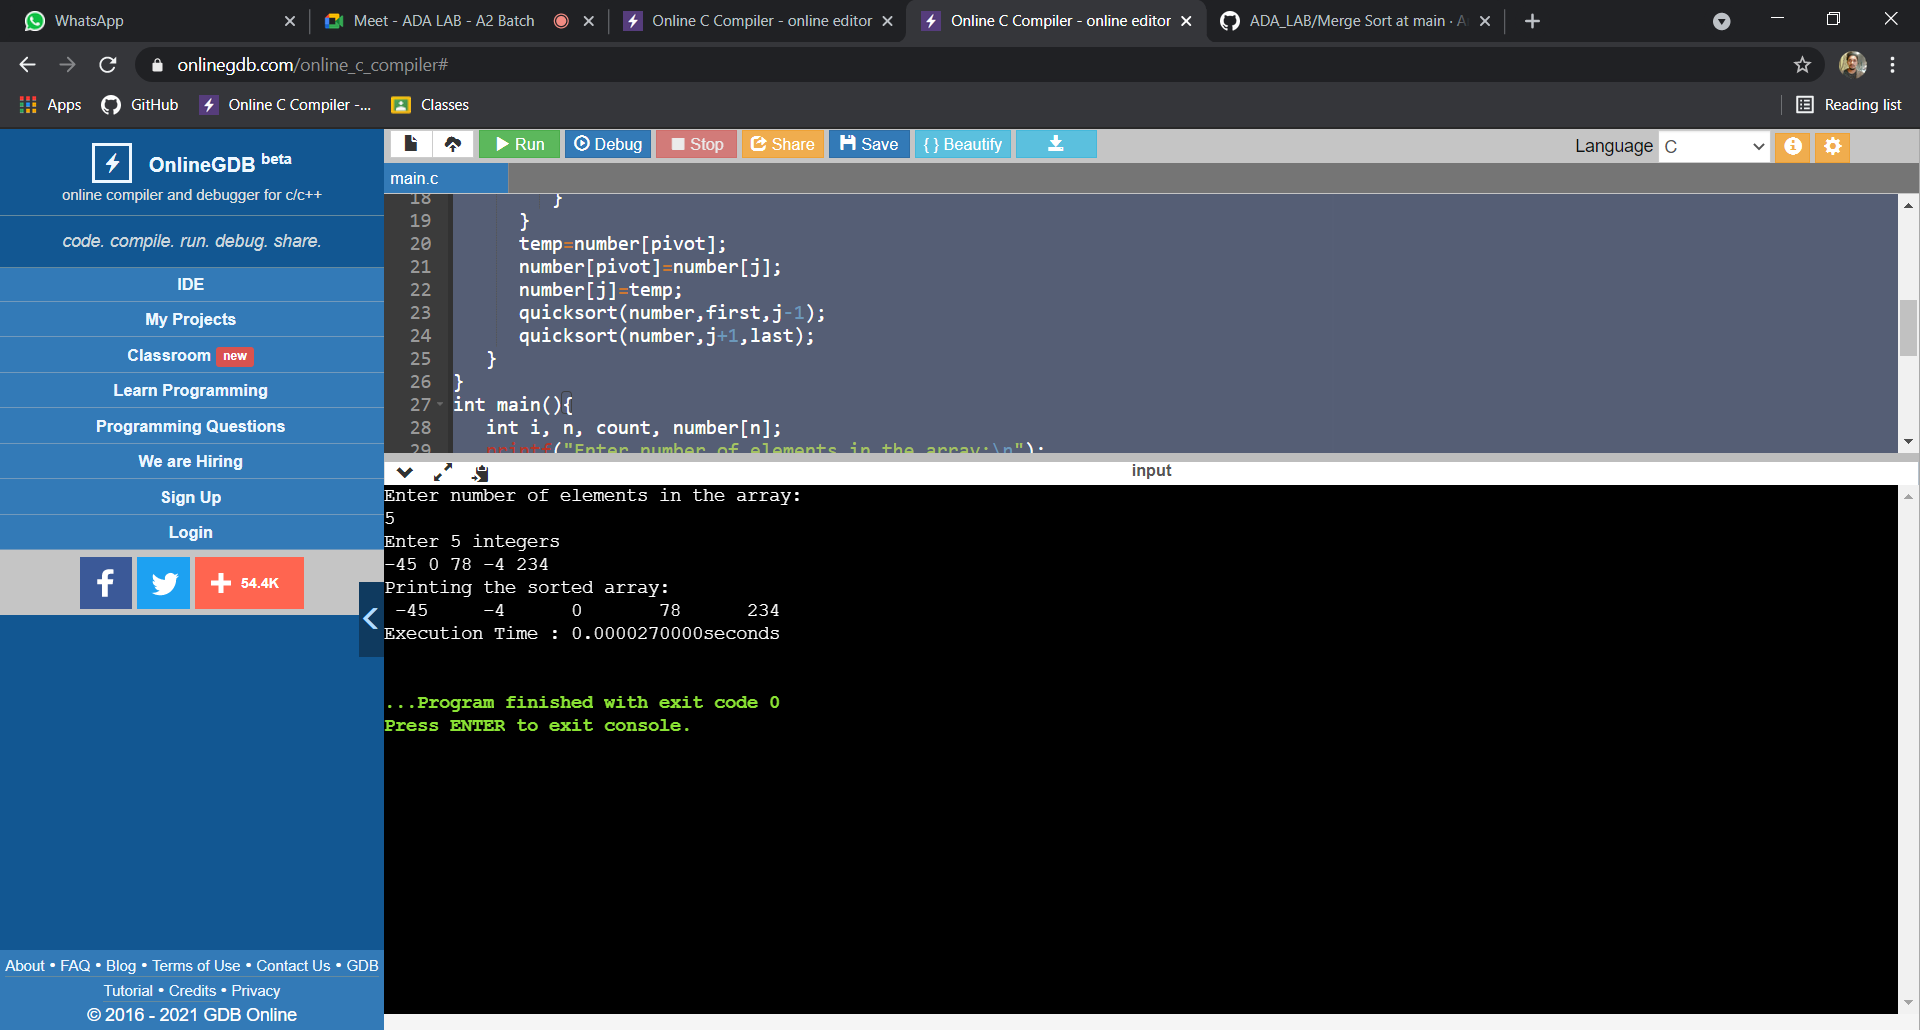 WhatsApp
Meet - ADA LAB - A2 Batch
Online C Compiler - online editor
Online C Compiler - online editor
ADA_LAB/Merge Sort at main ·
onlinegdb.com/online_c_compiler#
Apps
GitHub
Online C Compiler -...
Classes
Reading list
OnlineGDB beta
online compiler and debugger for c/c++
code. compile. run. debug. share.
IDE
My Projects
Classroom new
Learn Programming
Programming Questions
We are Hiring
Sign Up
Login
54.4K
About • FAQ • Blog • Terms of Use • Contact Us • GDB
Tutorial • Credits • Privacy
© 2016 - 2021 GDB Online
Run
Debug
Stop
Share
Save
{ } Beautify
Language C
main.c
18 }
19 }
20 temp=number[pivot];
21 number[pivot]=number[j];
22 number[j]=temp;
23 quicksort(number,first,j-1);
24 quicksort(number,j+1,last);
25 }
26 }
27 int main(){
28 int i, n, count, number[n];
29 printf("Enter number of elements in the array:\n");
input
Enter number of elements in the array:
5
Enter 5 integers
-45 0 78 -4 234
Printing the sorted array:
-45 -4 0 78 234
Execution Time : 0.0000270000seconds
...Program finished with exit code 0
Press ENTER to exit console.